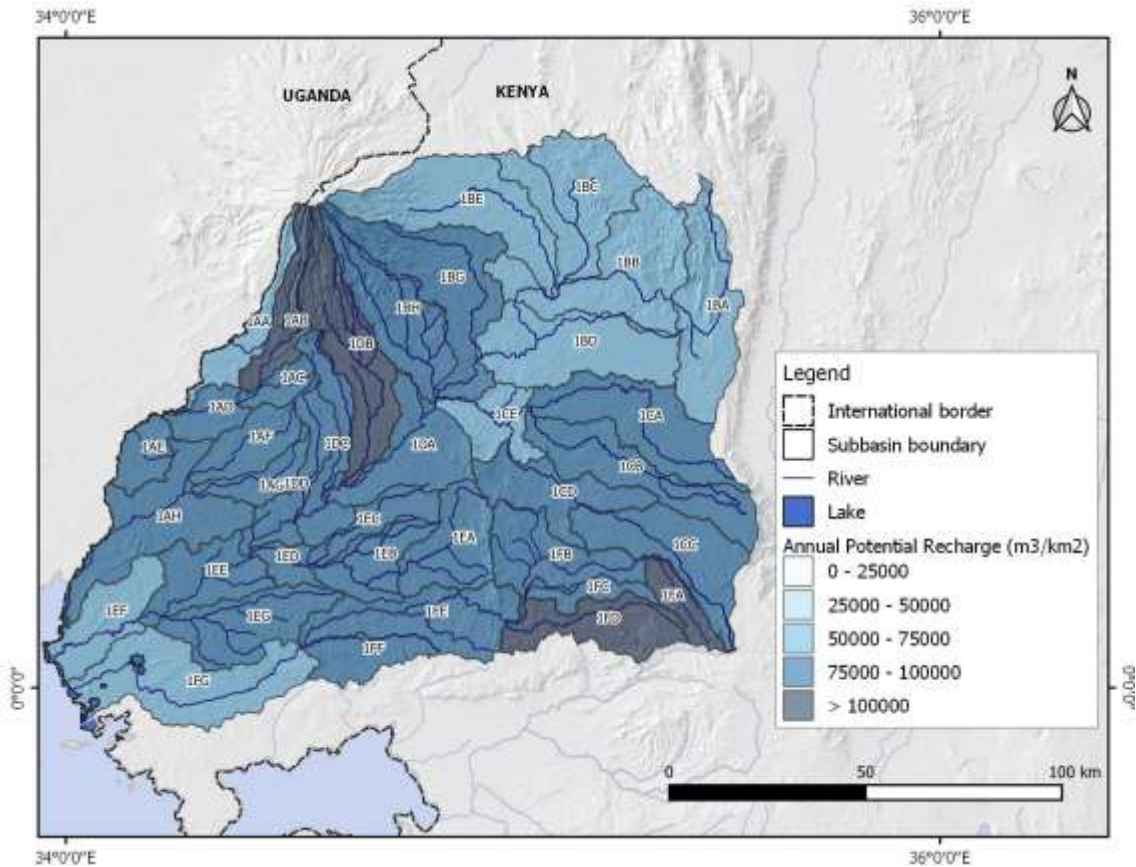 34°0'0"E 36°0'0"E
UGANDA KENYA
N
1BC
1BE
1BB
1BG
1BA
1BH
1AA 1AB
1DB
1BD
1AC
1AD
1CE 1CA
1AF
1AE 1DC 1DA
1CB
1AG 1DD
1CD
1AH 1EC
1EA
1CC
1ED 1EB 1FB
1EE
1FC
1FA
1EF 1FE
1EG 1FD
1FF
1FG
Legend
International border
Subbasin boundary
River
Lake
Annual Potential Recharge (m3/km2)
0 - 25000
25000 - 50000
50000 - 75000
75000 - 100000
> 100000
0°0'0" 0°0'0"
0 50 100 km
34°0'0"E 36°0'0"E